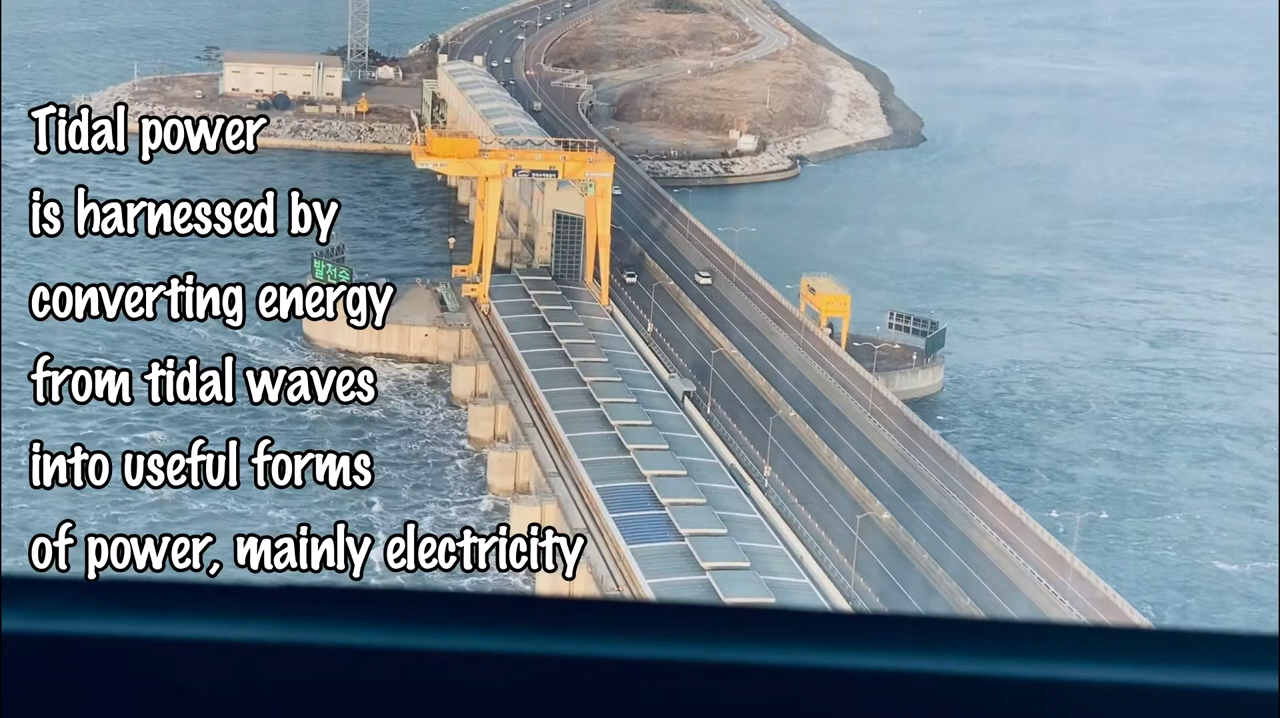 Tidal power
is harnessed by
converting energy
from tidal waves
into useful forms
of power, mainly electricity
발전수